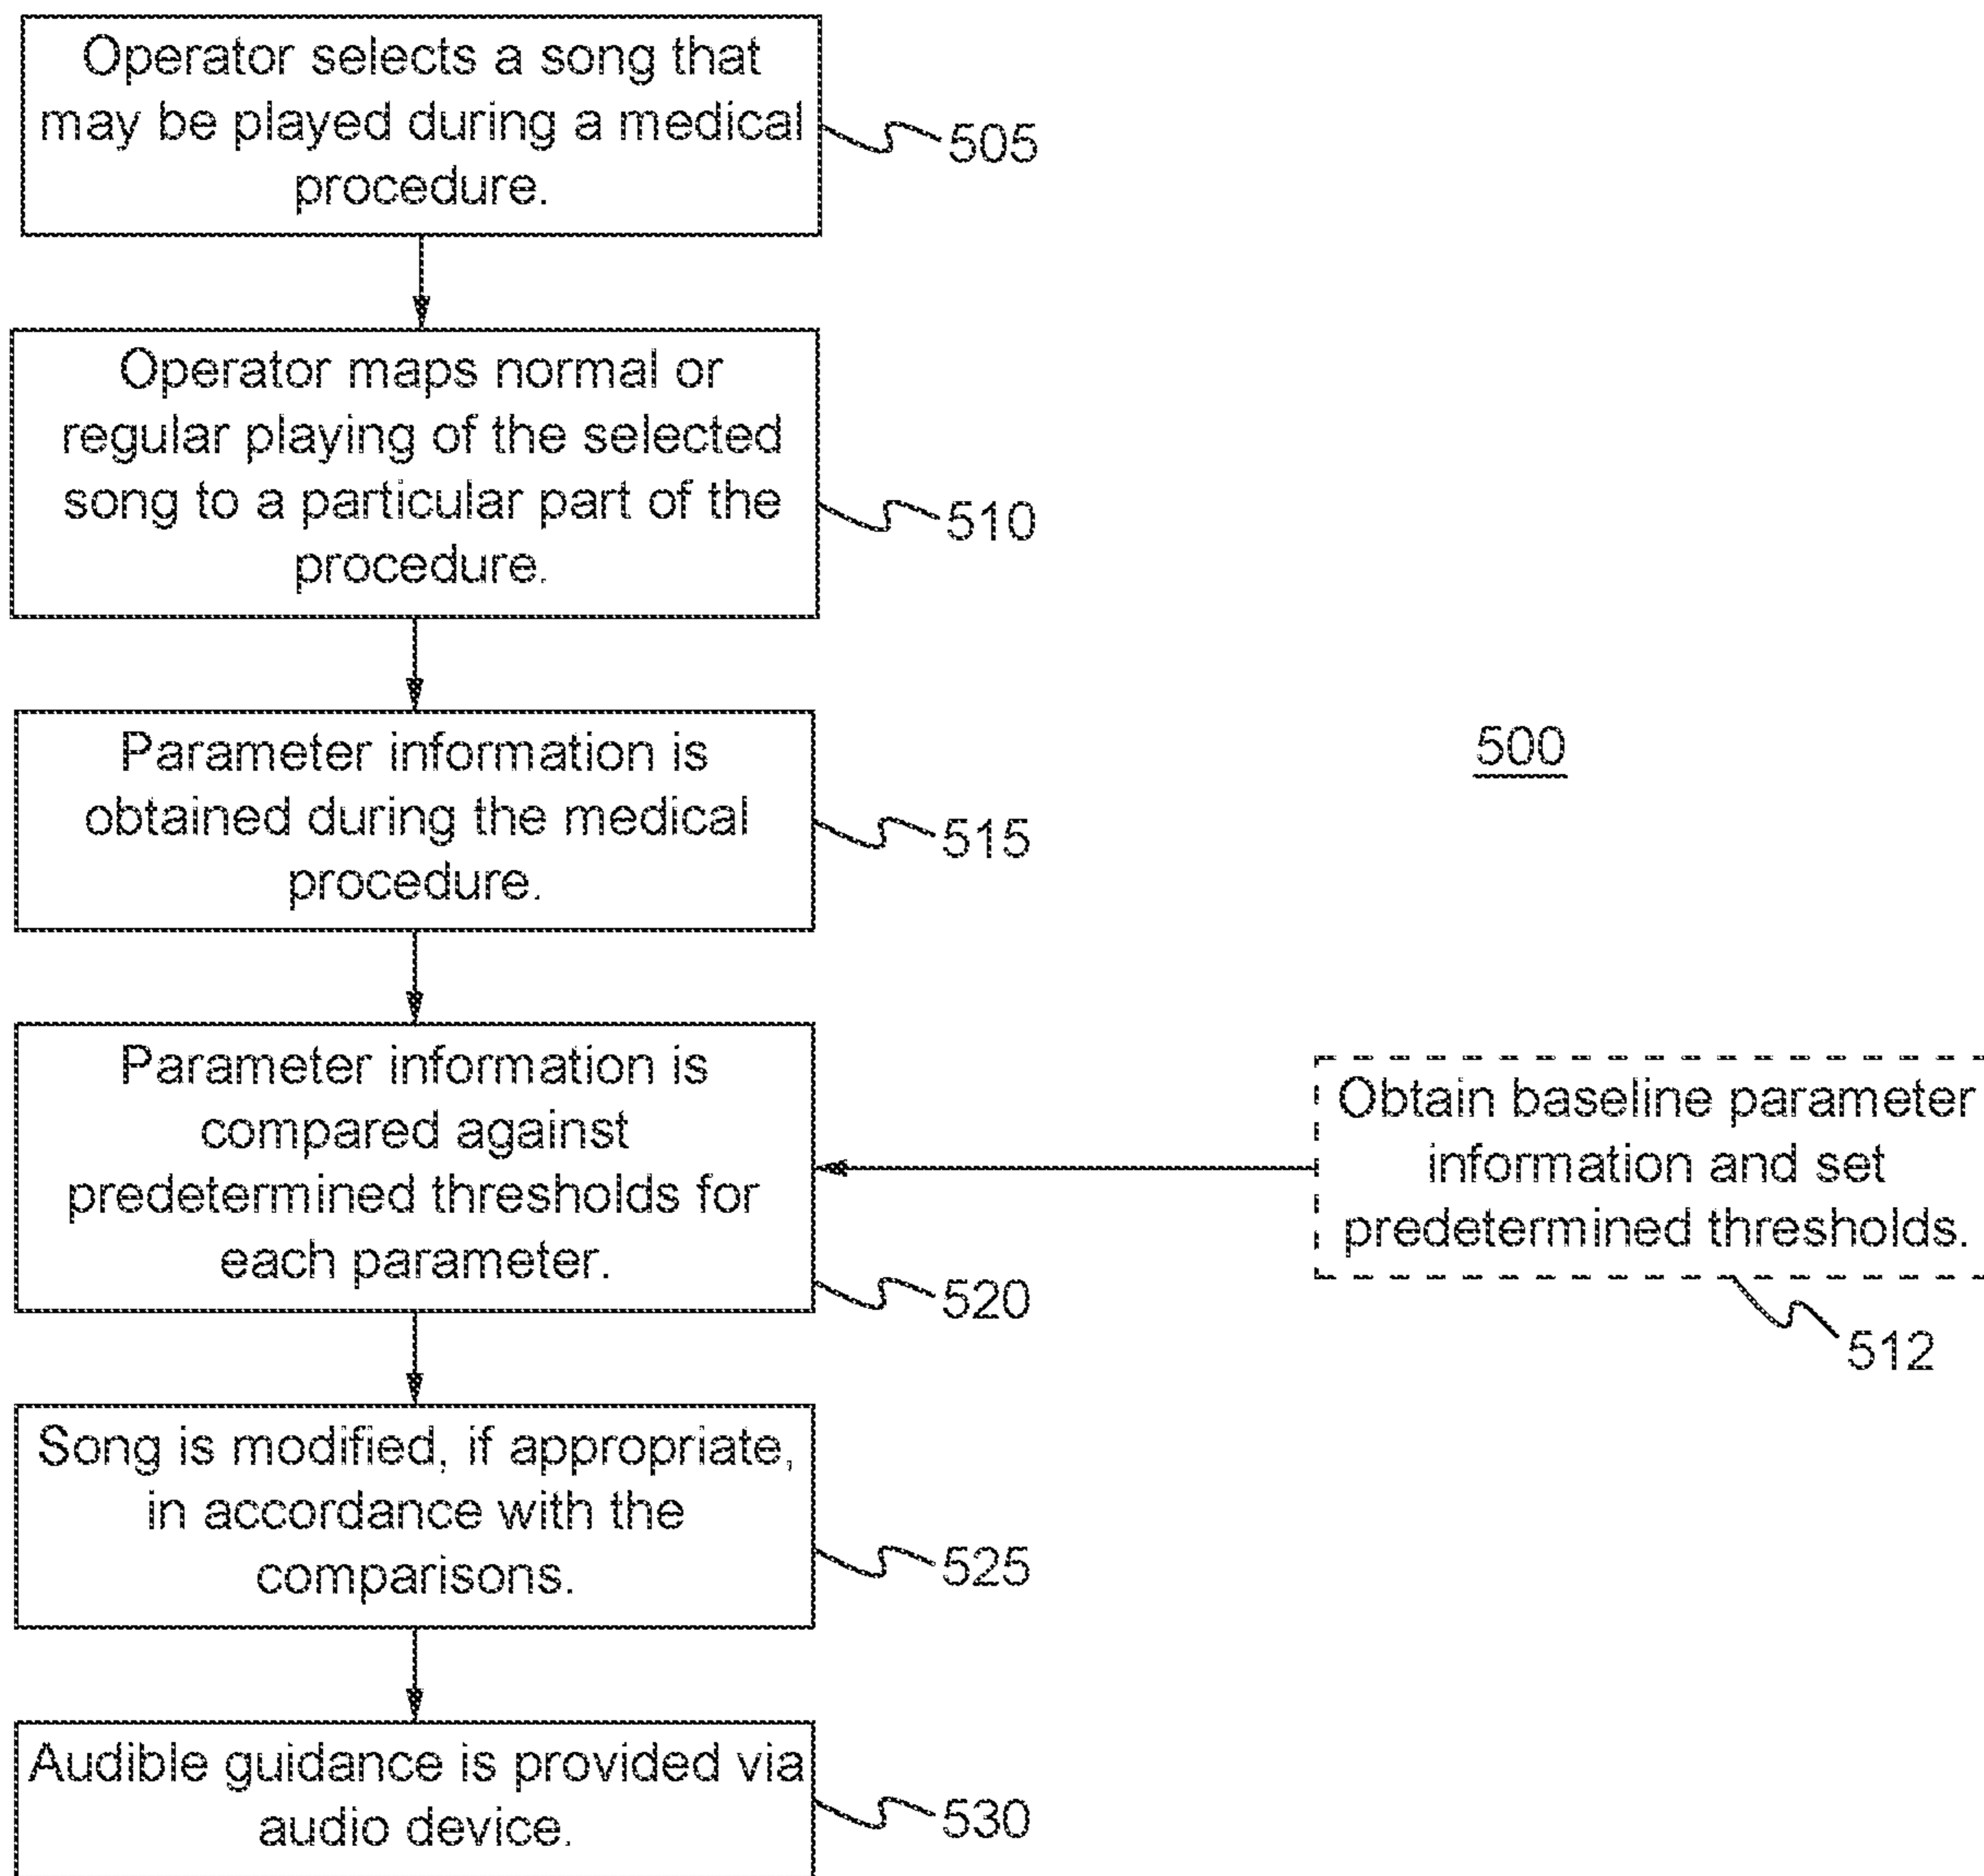 Operator selects a song that
may be played during a medical
procedure.
505
Operator maps normal or
regular playing of the selected
song to a particular part of the
procedure.
510
Parameter information is
obtained during the medical
procedure.
515
500
Parameter information is
compared against
predetermined thresholds for
each parameter.
520
Obtain baseline parameter
information and set
predetermined thresholds.
512
Song is modified, if appropriate,
in accordance with the
comparisons.
525
Audible guidance is provided via
audio device.
530